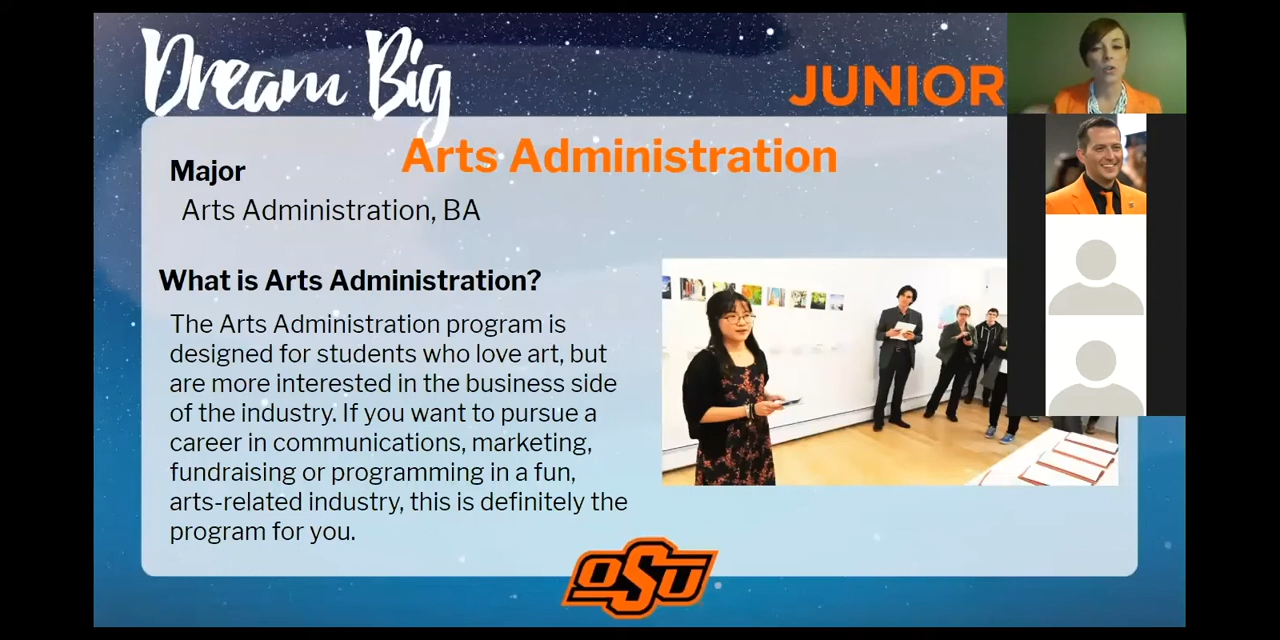 Dream Big
JUNIOR
Arts Administration
Major
Arts Administration, BA
What is Arts Administration?
The Arts Administration program is
designed for students who love art, but
are more interested in the business side
of the industry. If you want to pursue a
career in communications, marketing,
fundraising or programming in a fun,
arts-related industry, this is definitely the
program for you.
OSU